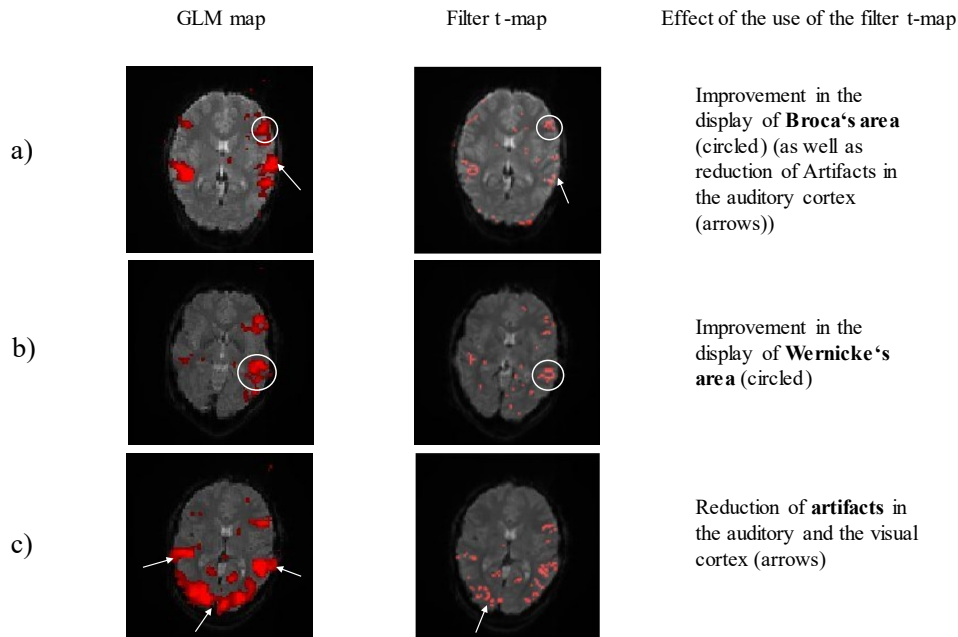 GLM map
Filter t-map
Effect of the use of the filter t-map
a)
Improvement in the
display of Broca‘s area
(circled) (as well as
reduction of Artifacts in
the auditory cortex
(arrows))
b)
Improvement in the
display of Wernicke‘s
area (circled)
c)
Reduction of artifacts in
the auditory and the visual
cortex (arrows)